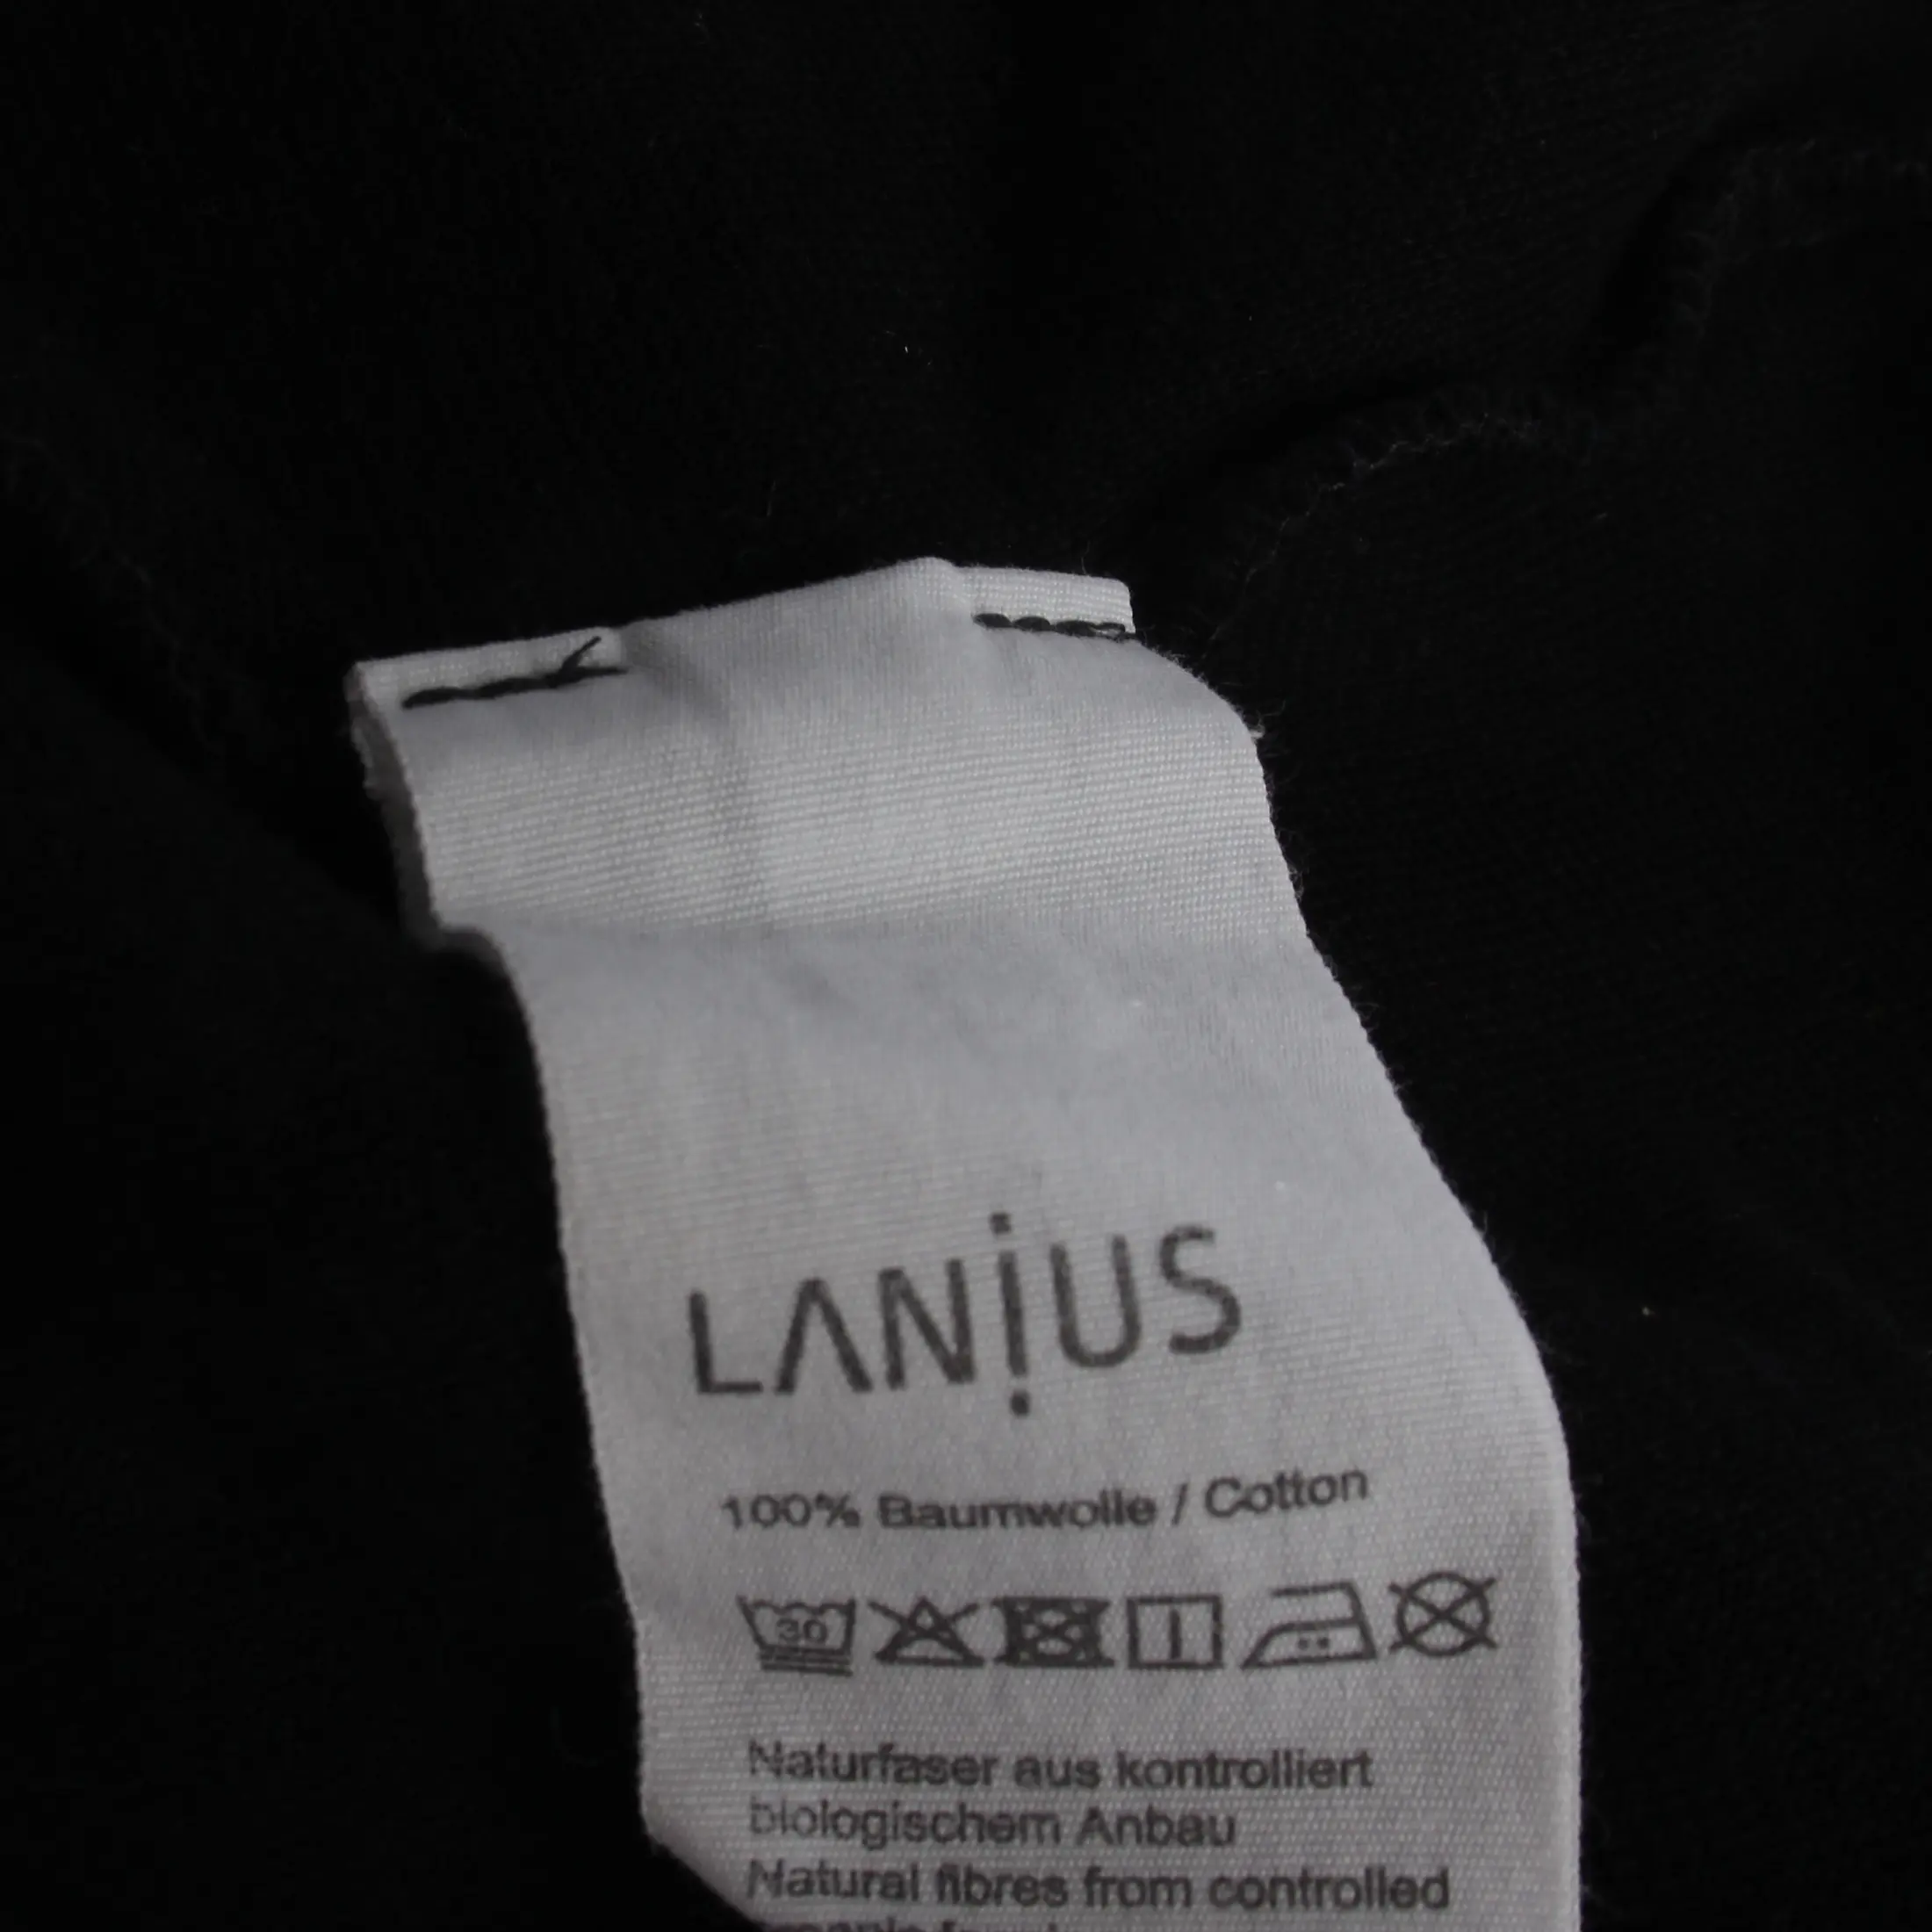 LANiUS
100% Baumwolle / Cotton
30
Naturfaser aus kontrolliert
biologischem Anbau
Natural fibres from controlled